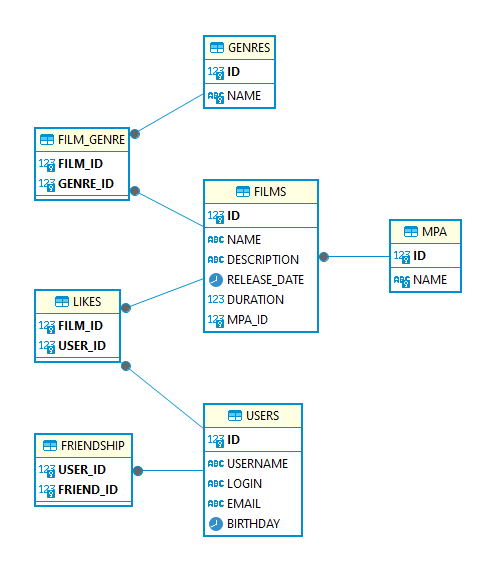 GENRES
123 ID
ABC NAME
FILM_GENRE
123 FILM_ID
123 GENRE_ID
FILMS
123 ID
ABC NAME
ABC DESCRIPTION
RELEASE_DATE
123 DURATION
123 MPA_ID
MPA
123 ID
ABC NAME
LIKES
123 FILM_ID
123 USER_ID
USERS
123 ID
ABC USERNAME
ABC LOGIN
ABC EMAIL
BIRTHDAY
FRIENDSHIP
123 USER_ID
123 FRIEND_ID